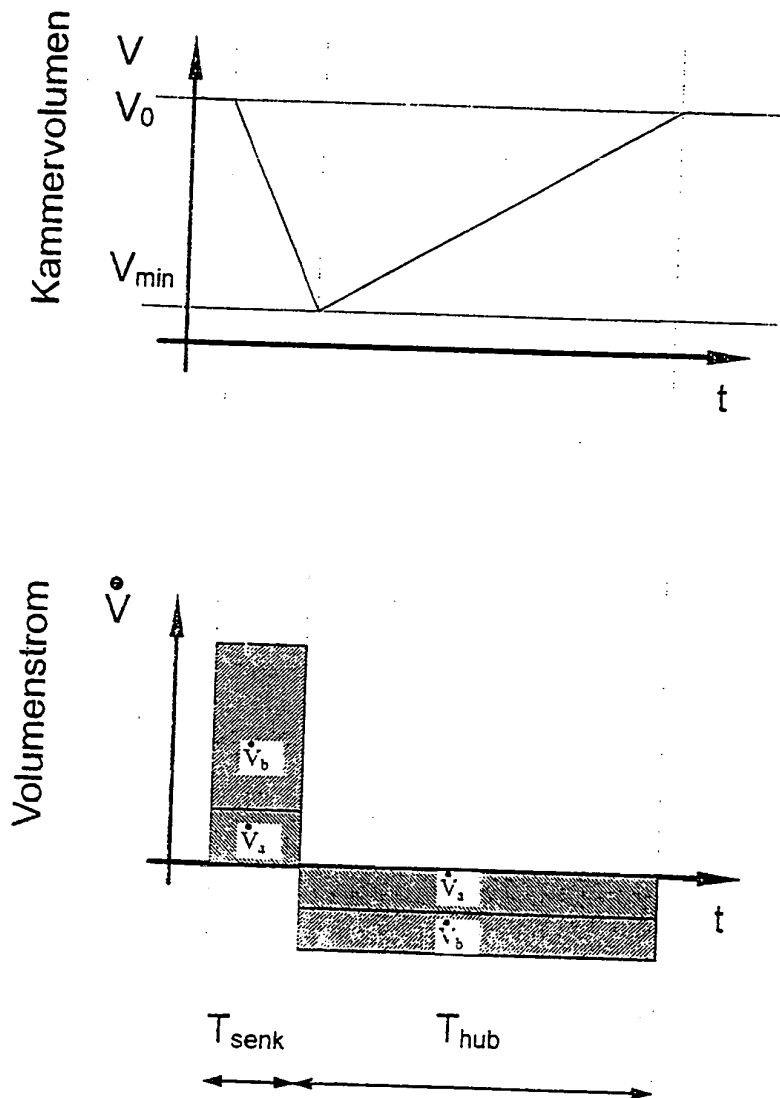 Kammervolumen
V
V₀
Vmin
t
Volumenstrom
V̇
V̇b
V̇a
V̇a
V̇b
t
Tsenk
Thub